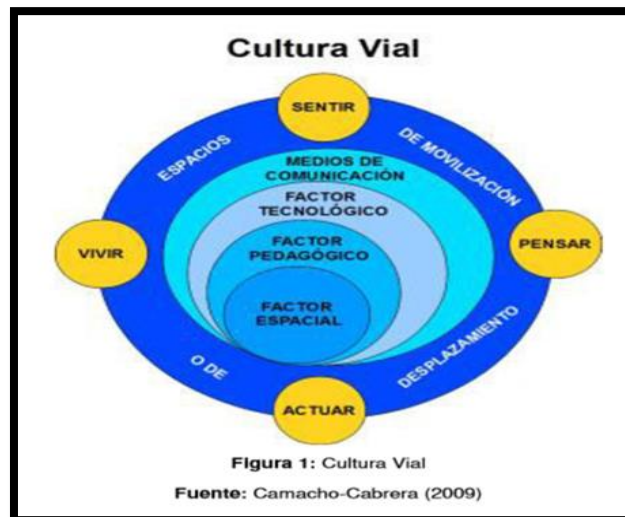 Cultura Vial
SENTIR
ESPACIOS
DE MOVILIZACIÓN
MEDIOS DE
COMUNICACIÓN
FACTOR
TECNOLÓGICO
VIVIR
PENSAR
FACTOR
PEDAGÓGICO
FACTOR
ESPACIAL
O DE
DESPLAZAMIENTO
ACTUAR
Figura 1: Cultura Vial
Fuente: Camacho-Cabrera (2009)